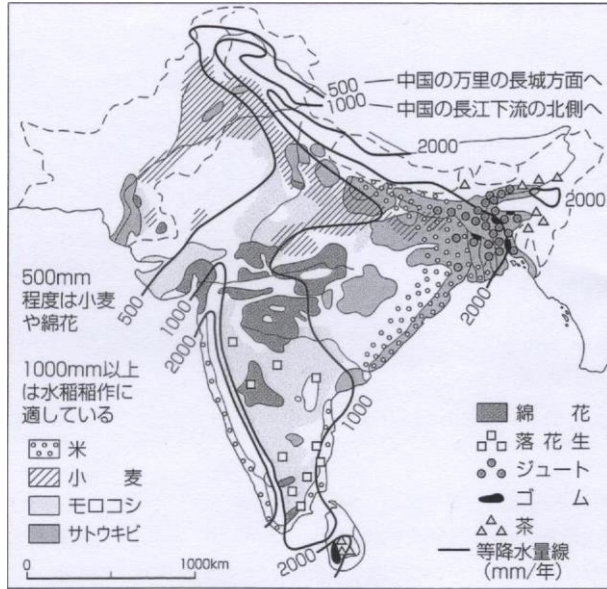 500
中国の万里の長城方面へ
1000
中国の長江下流の北側へ
2000
2000
500mm
程度は小麦
や綿花
500
1000
2000
2000
1000mm以上
は水稲稲作に
適している
1000
米
小　麦
モロコシ
サトウキビ
綿　花
落花生
ジュート
ゴ　ム
茶
等降水量線
(mm/年)
2000
0
1000km